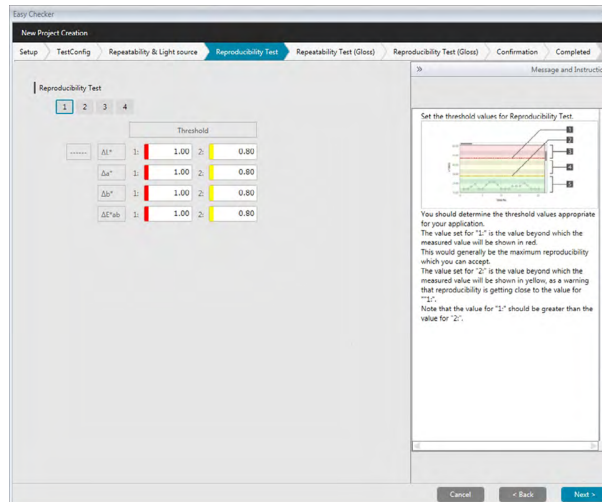 Easy Checker
New Project Creation
Setup TestConfig Repeatability & Light source Reproducibility Test Repeatability Test (Gloss) Reproducibility Test (Gloss) Confirmation Completed
» Message and Instructio
Reproducibility Test
1 2 3 4
Threshold
------ ΔL* 1: 1.00 2: 0.80
Δa* 1: 1.00 2: 0.80
Δb* 1: 1.00 2: 0.80
ΔE*ab 1: 1.00 2: 0.80
Set the threshold values for Reproducibility Test.
1
2
3
4
5
You should determine the threshold values appropriate
for your application.
The value set for "1:" is the value beyond which the
measured value will be shown in red.
This would generally be the maximum reproducibility
which you can accept.
The value set for "2:" is the value beyond which the
measured value will be shown in yellow, as a warning
that reproducibility is getting close to the value for
""1:".
Note that the value for "1:" should be greater than the
value for "2:".
Cancel < Back Next >